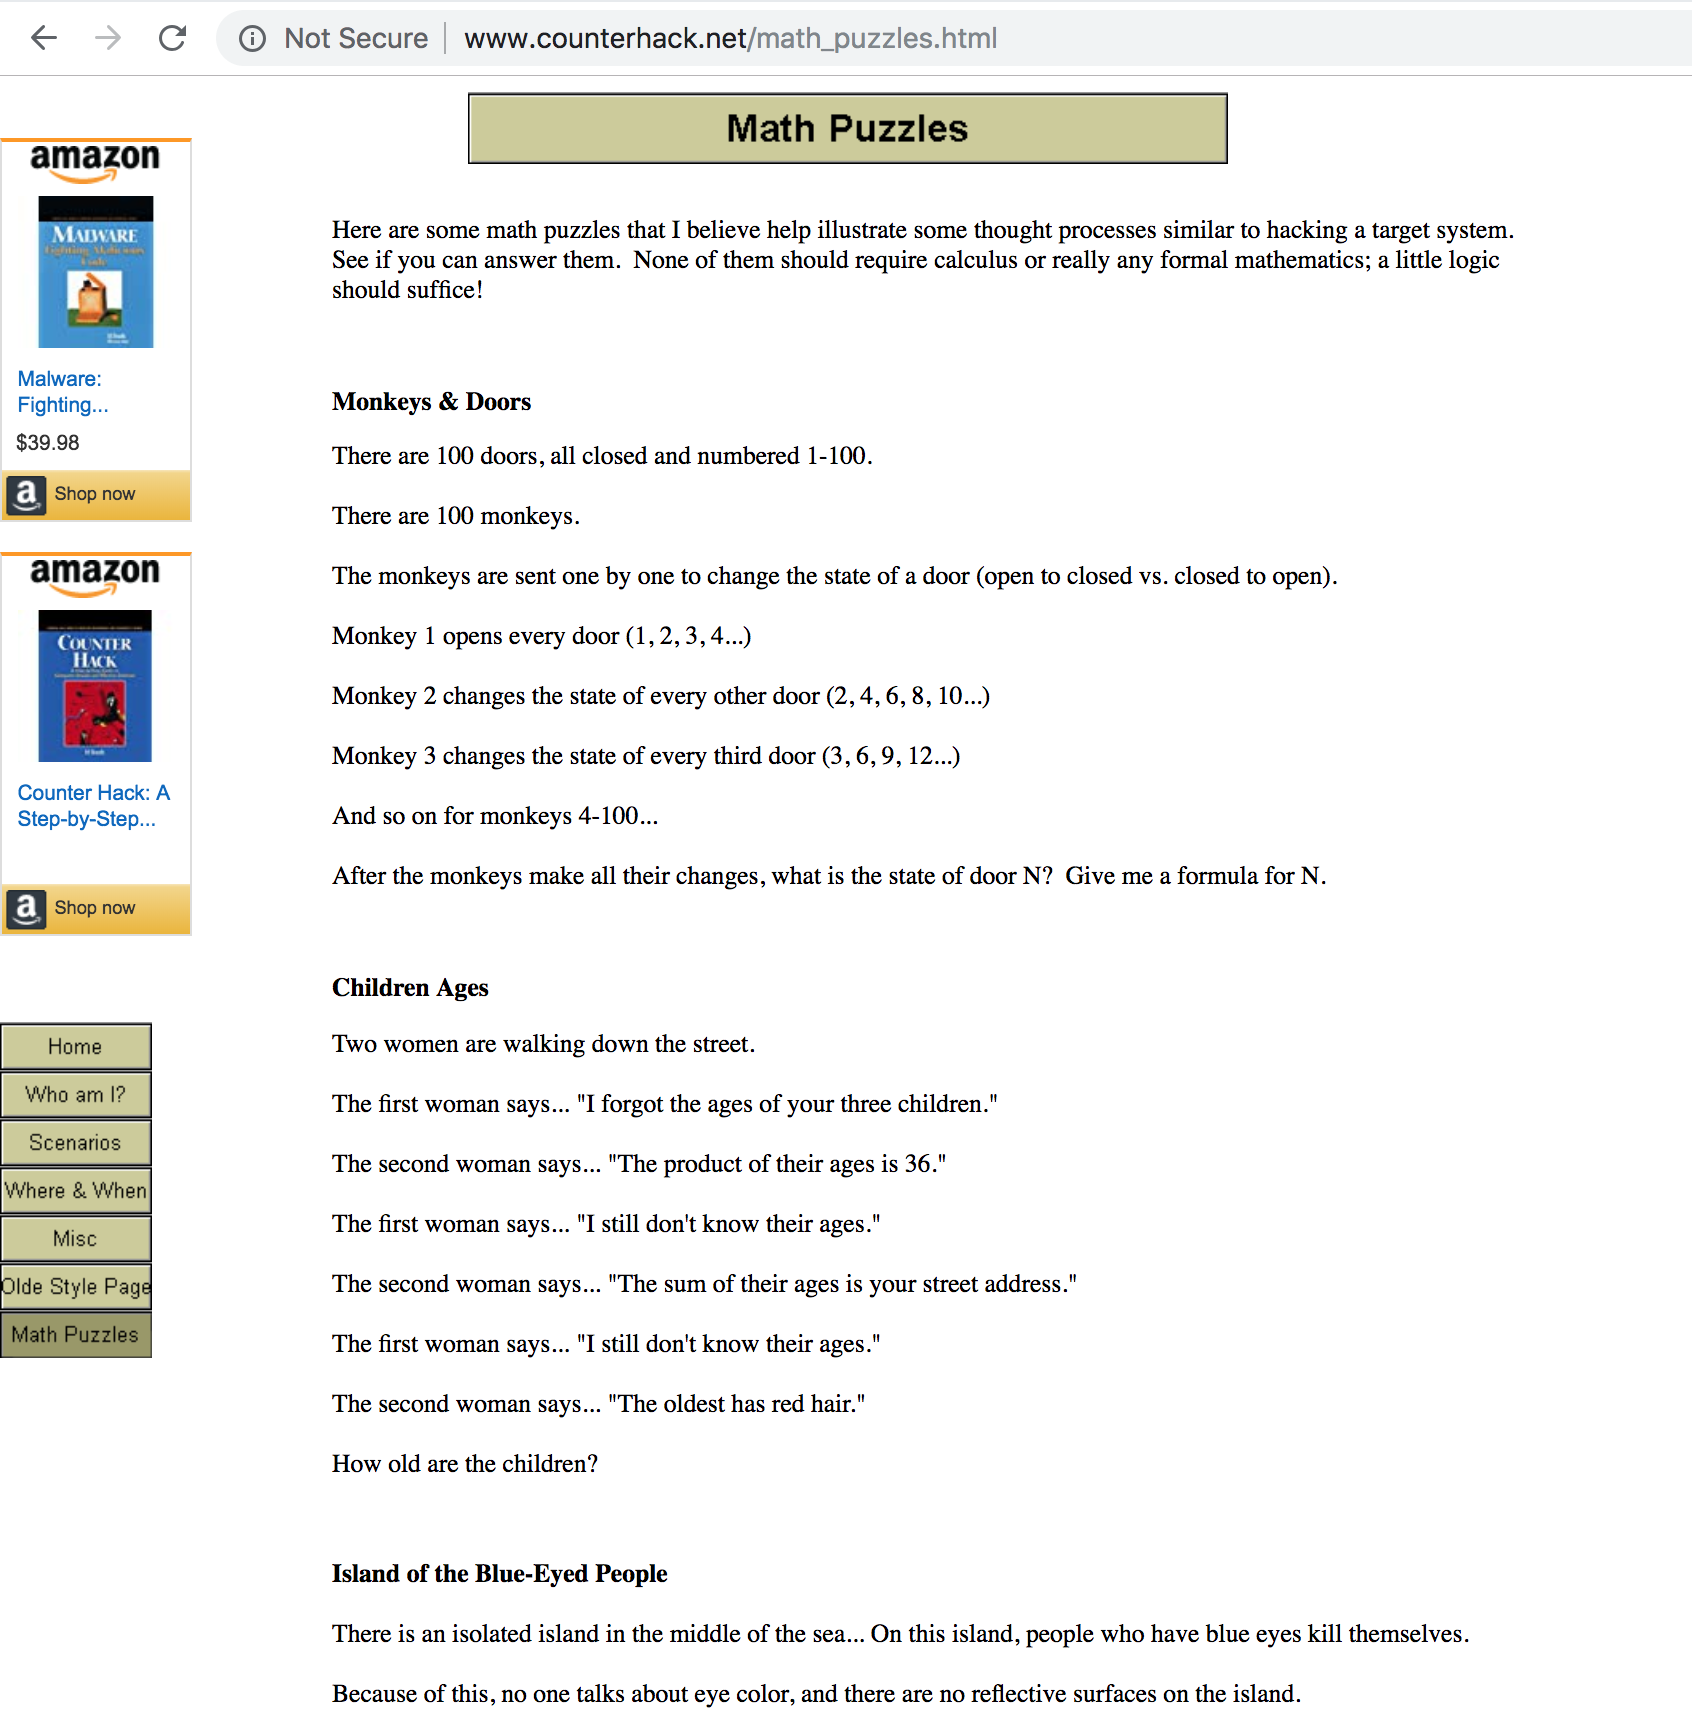 Not Secure | www.counterhack.net/math_puzzles.html
Math Puzzles
amazon
MALWARE
Fighting Malicious
Code
Malware:
Fighting...
$39.98
a Shop now
amazon
COUNTER
HACK
Counter Hack: A
Step-by-Step...
a Shop now
Home
Who am I?
Scenarios
Where & When
Misc
Olde Style Page
Math Puzzles
Here are some math puzzles that I believe help illustrate some thought processes similar to hacking a target system.
See if you can answer them.  None of them should require calculus or really any formal mathematics; a little logic
should suffice!
Monkeys & Doors
There are 100 doors, all closed and numbered 1-100.
There are 100 monkeys.
The monkeys are sent one by one to change the state of a door (open to closed vs. closed to open).
Monkey 1 opens every door (1, 2, 3, 4...)
Monkey 2 changes the state of every other door (2, 4, 6, 8, 10...)
Monkey 3 changes the state of every third door (3, 6, 9, 12...)
And so on for monkeys 4-100...
After the monkeys make all their changes, what is the state of door N?  Give me a formula for N.
Children Ages
Two women are walking down the street.
The first woman says... "I forgot the ages of your three children."
The second woman says... "The product of their ages is 36."
The first woman says... "I still don't know their ages."
The second woman says... "The sum of their ages is your street address."
The first woman says... "I still don't know their ages."
The second woman says... "The oldest has red hair."
How old are the children?
Island of the Blue-Eyed People
There is an isolated island in the middle of the sea... On this island, people who have blue eyes kill themselves.
Because of this, no one talks about eye color, and there are no reflective surfaces on the island.